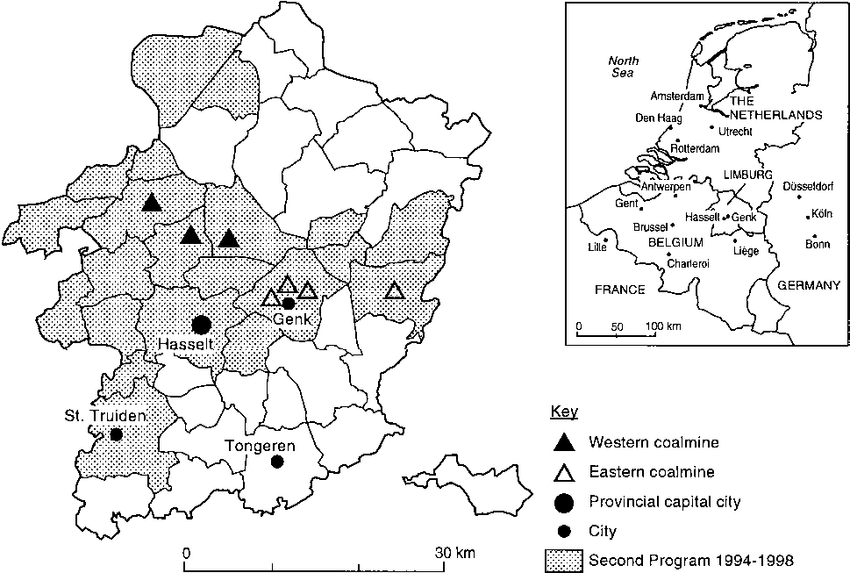 Genk
Hasselt
St. Truiden
Tongeren
0 30 km
North
Sea
Amsterdam
THE
NETHERLANDS
Den Haag
Utrecht
Rotterdam
LIMBURG
Antwerpen
Düsseldorf
Gent
Hassell
Genk
Köln
Brussel
BELGIUM
Lille
Liége
Bonn
Charleroi
FRANCE
GERMANY
0 50 100 km
Key
Western coalmine
Eastern coalmine
Provincial capital city
City
Second Program 1994-1998